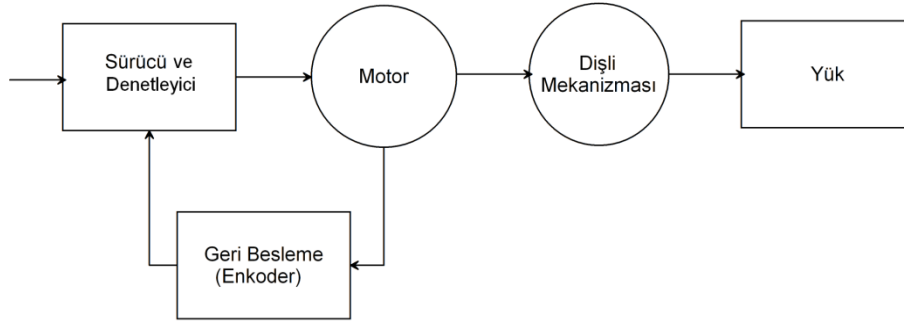 Sürücü ve
Denetleyici
Motor
Dişli
Mekanizması
Yük
Geri Besleme
(Enkoder)